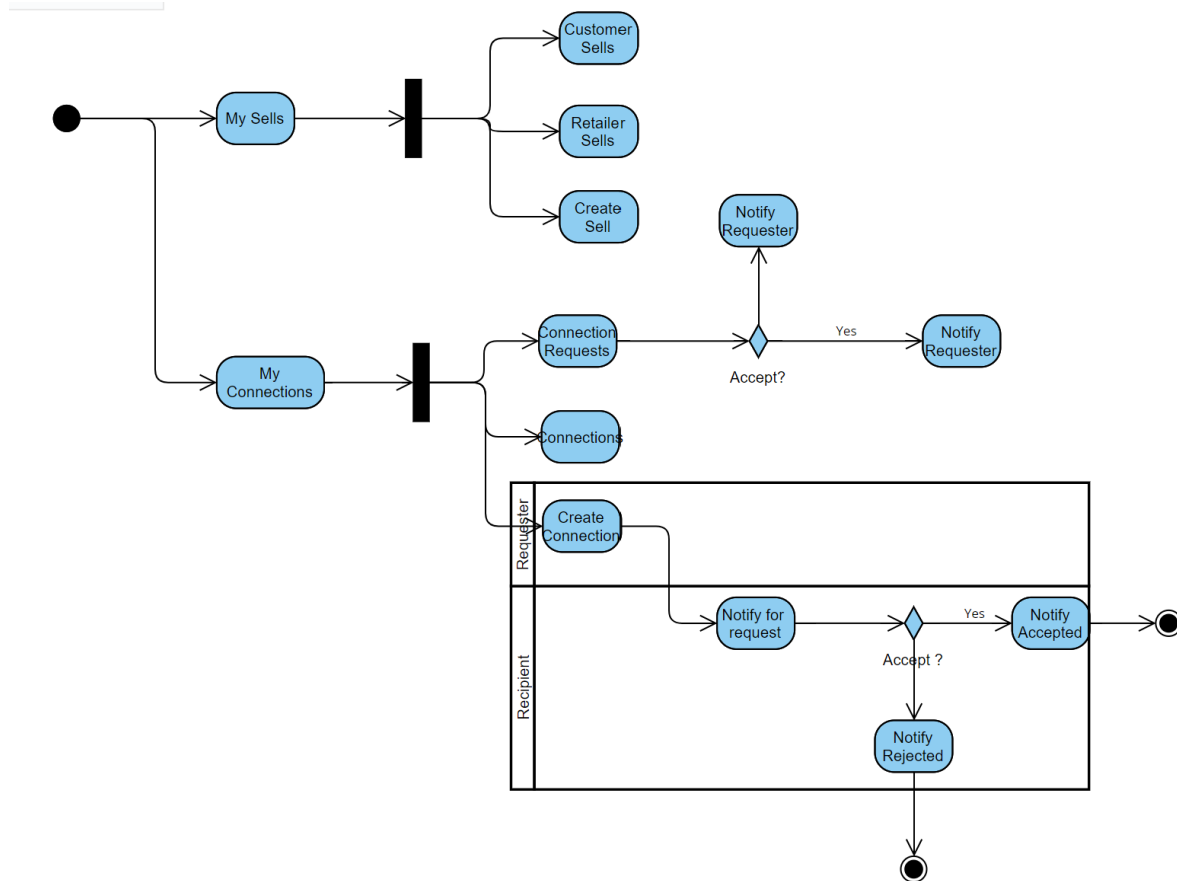 Customer
Sells
My Sells
Retailer
Sells
Create
Sell
Notify
Requester
Connection
Requests
Yes
Notify
Requester
Accept?
My
Connections
Connections
Requester
Create
Connection
Recipient
Notify for
request
Yes
Notify
Accepted
Accept ?
Notify
Rejected